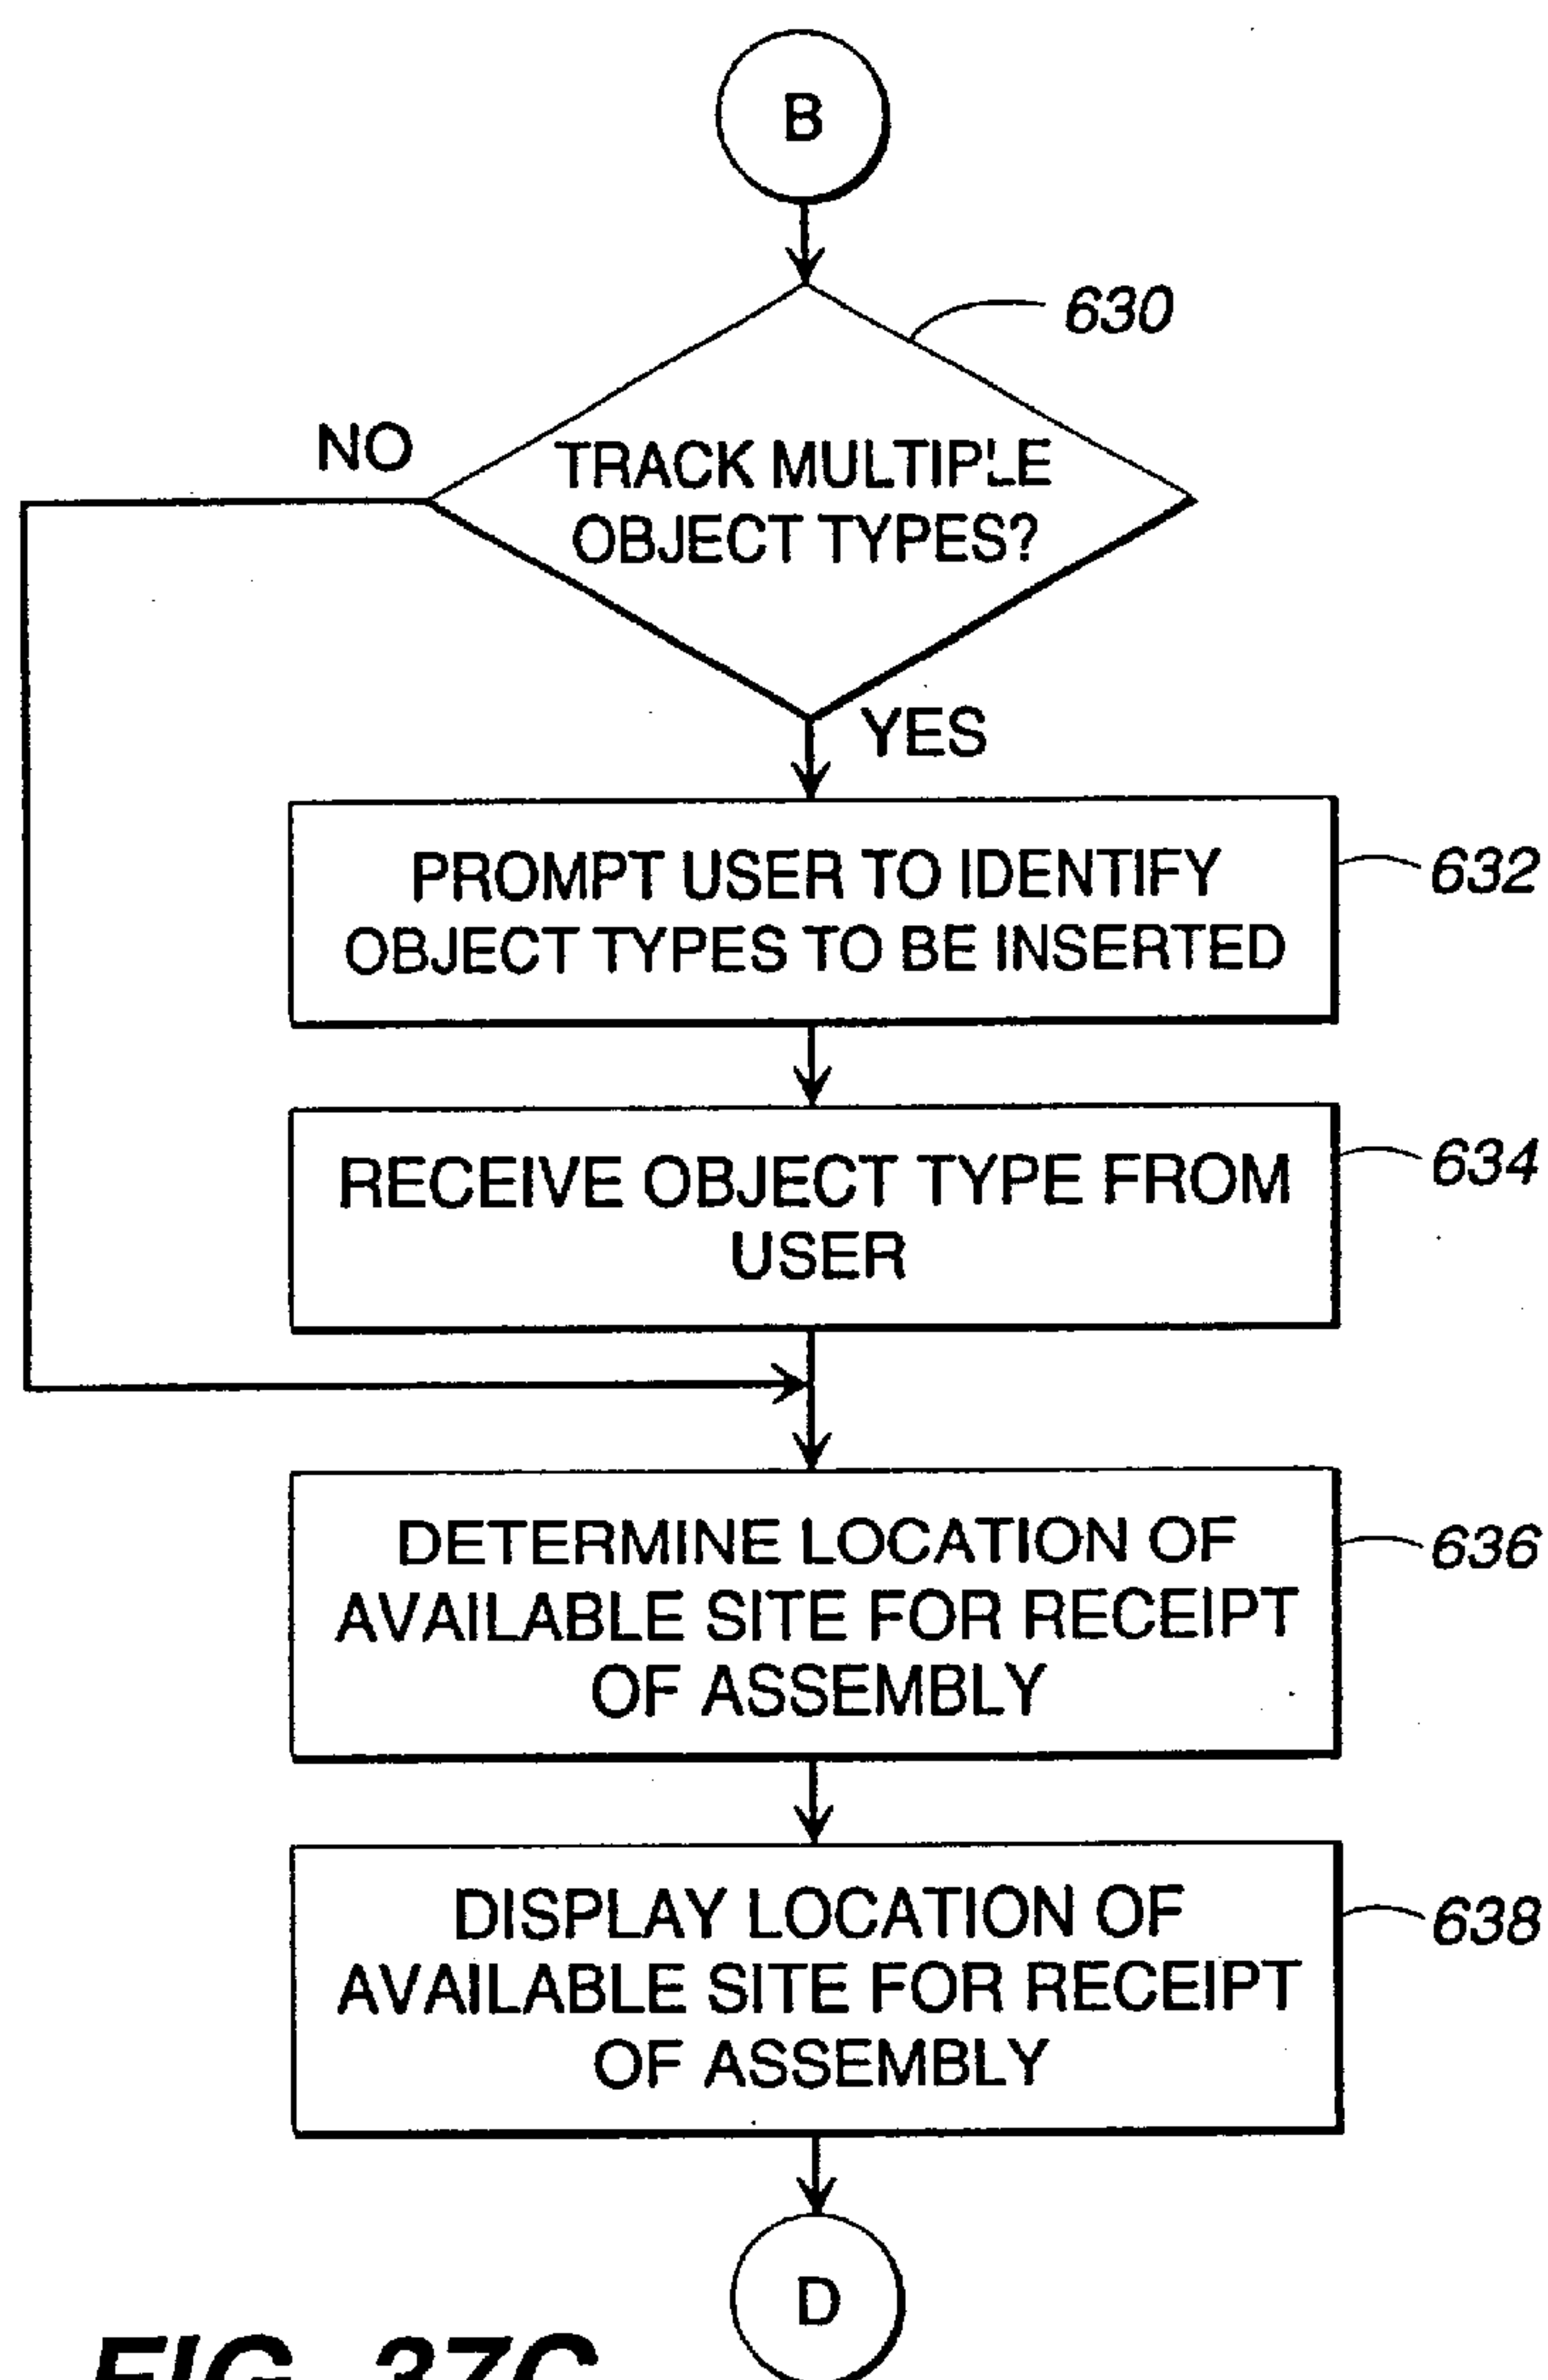 B
630
NO
TRACK MULTIPLE
OBJECT TYPES?
YES
PROMPT USER TO IDENTIFY
OBJECT TYPES TO BE INSERTED
632
RECEIVE OBJECT TYPE FROM
USER
634
DETERMINE LOCATION OF
AVAILABLE SITE FOR RECEIPT
OF ASSEMBLY
636
DISPLAY LOCATION OF
AVAILABLE SITE FOR RECEIPT
OF ASSEMBLY
638
D
FIG. 37C